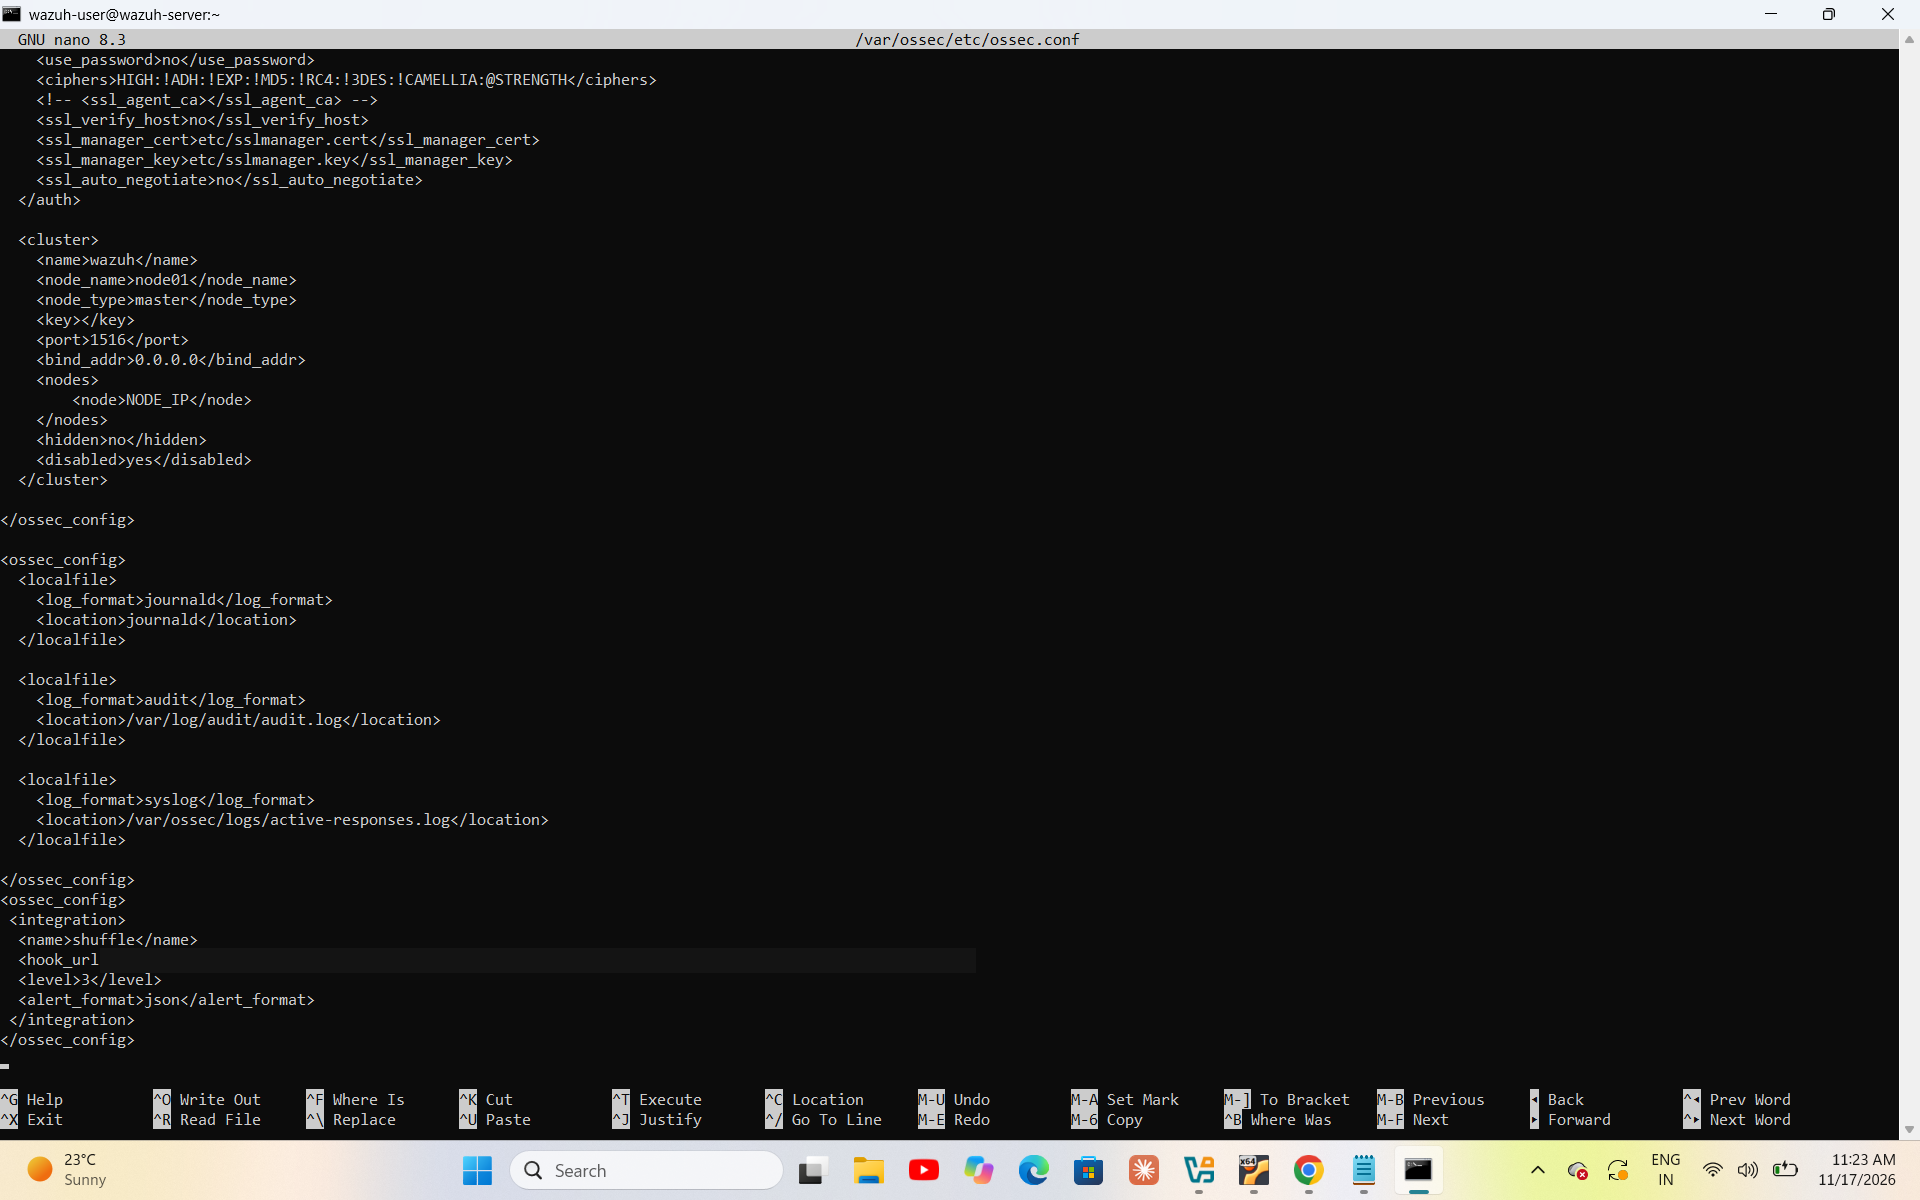 wazuh-user@wazuh-server:~
GNU nano 8.3 /var/ossec/etc/ossec.conf
<use_password>no</use_password>
<ciphers>HIGH:!ADH:!EXP:!MD5:!RC4:!3DES:!CAMELLIA:@STRENGTH</ciphers>
<!-- <ssl_agent_ca></ssl_agent_ca> -->
<ssl_verify_host>no</ssl_verify_host>
<ssl_manager_cert>etc/sslmanager.cert</ssl_manager_cert>
<ssl_manager_key>etc/sslmanager.key</ssl_manager_key>
<ssl_auto_negotiate>no</ssl_auto_negotiate>
</auth>
<cluster>
<name>wazuh</name>
<node_name>node01</node_name>
<node_type>master</node_type>
<key></key>
<port>1516</port>
<bind_addr>0.0.0.0</bind_addr>
<nodes>
<node>NODE_IP</node>
</nodes>
<hidden>no</hidden>
<disabled>yes</disabled>
</cluster>
</ossec_config>
<ossec_config>
<localfile>
<log_format>journald</log_format>
<location>journald</location>
</localfile>
<localfile>
<log_format>audit</log_format>
<location>/var/log/audit/audit.log</location>
</localfile>
<localfile>
<log_format>syslog</log_format>
<location>/var/ossec/logs/active-responses.log</location>
</localfile>
</ossec_config>
<ossec_config>
<integration>
<name>shuffle</name>
<hook_url
<level>3</level>
<alert_format>json</alert_format>
</integration>
</ossec_config>
^G Help ^O Write Out ^F Where Is ^K Cut ^T Execute ^C Location M-U Undo M-A Set Mark M-] To Bracket M-B Previous ◂ Back ^◂ Prev Word
^X Exit ^R Read File ^\ Replace ^U Paste ^J Justify ^/ Go To Line M-E Redo M-6 Copy ^B Where Was M-F Next ▸ Forward ^▸ Next Word
23°C
Sunny
Search
x64
ENG
IN
11:23 AM
11/17/2026